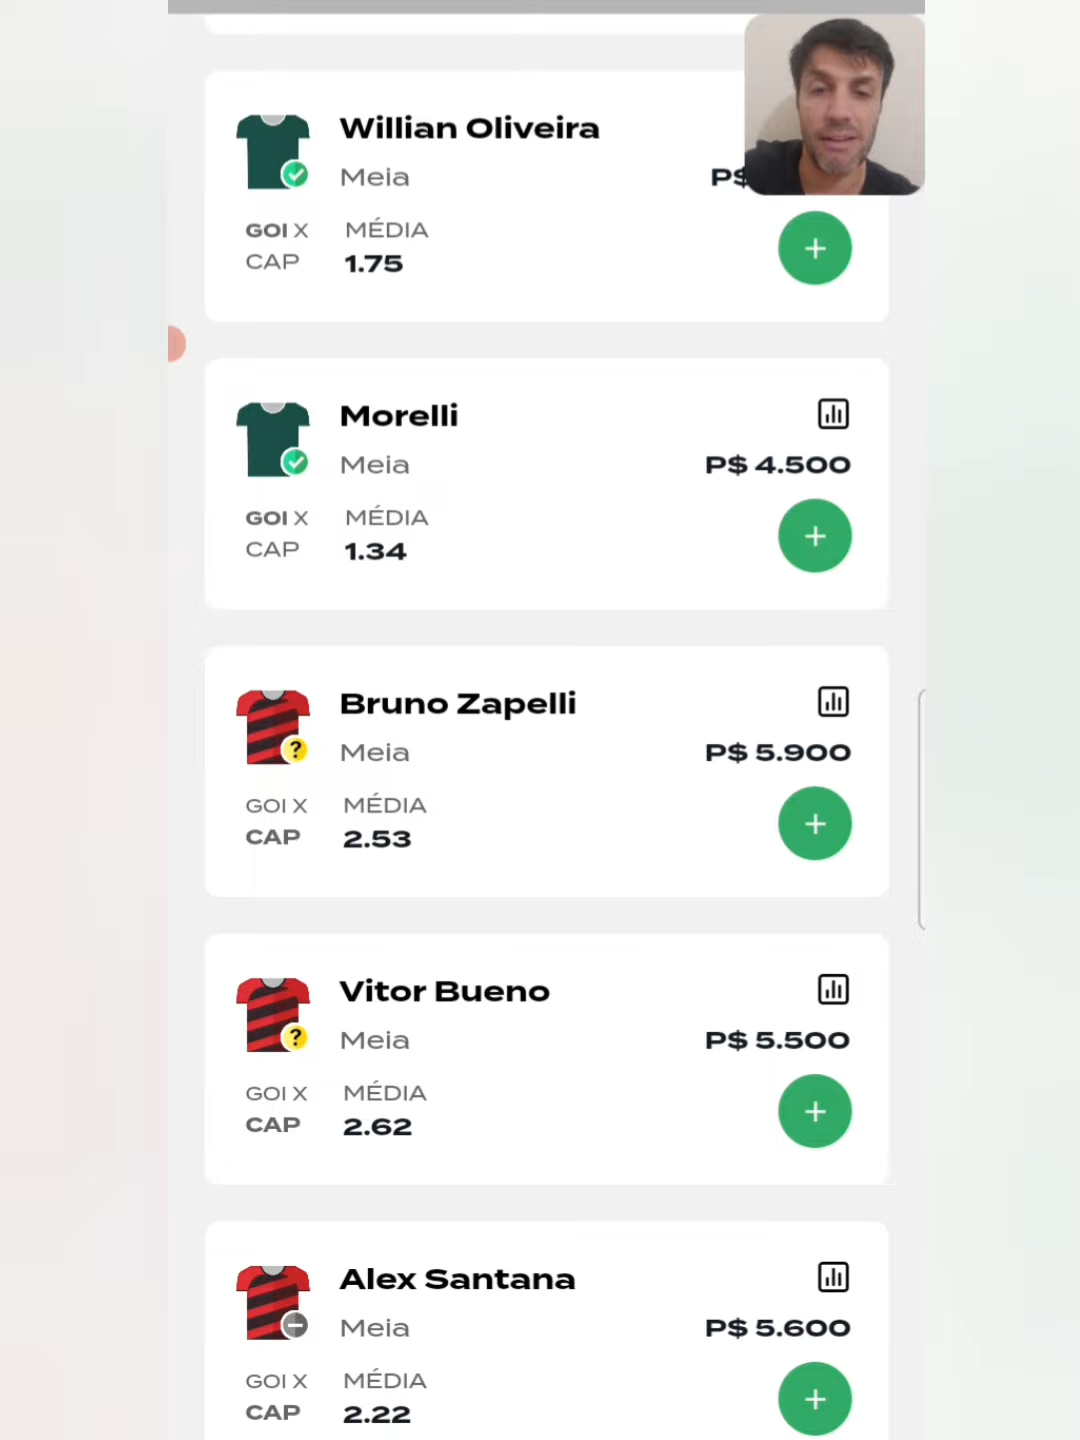 Willian Oliveira
Meia
P$
GOI X MÉDIA
CAP 1.75
Morelli
Meia P$ 4.500
GOI X MÉDIA
CAP 1.34
Bruno Zapelli
Meia P$ 5.900
GOI X MÉDIA
CAP 2.53
Vitor Bueno
Meia P$ 5.500
GOI X MÉDIA
CAP 2.62
Alex Santana
Meia P$ 5.600
GOI X MÉDIA
CAP 2.22